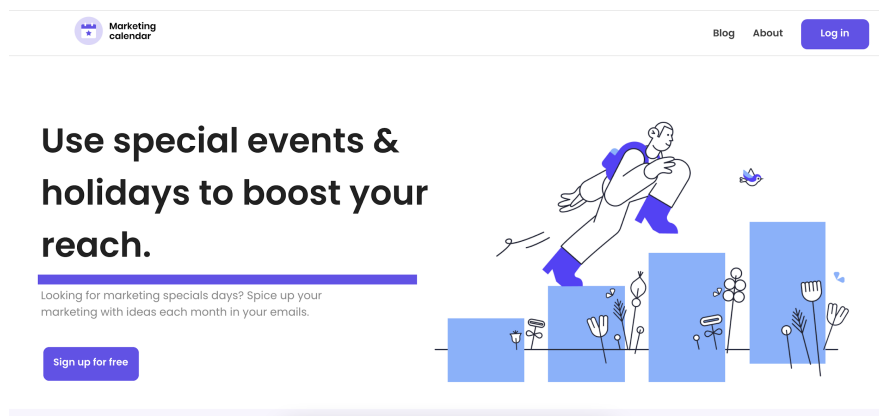 Marketing
calendar
Blog
About
Log in
Use special events &
holidays to boost your
reach.
Looking for marketing specials days? Spice up your
marketing with ideas each month in your emails.
Sign up for free